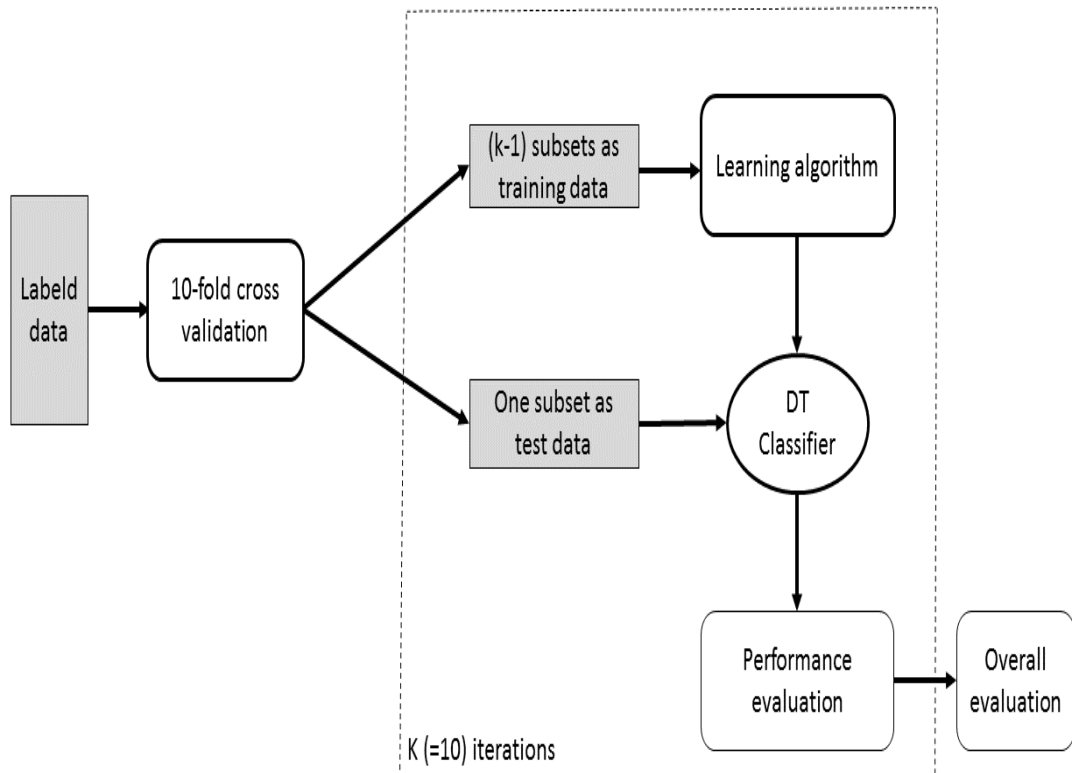 Labeld
data
10-fold cross
validation
(k-1) subsets as
training data
Learning algorithm
One subset as
test data
DT
Classifier
Performance
evaluation
Overall
evaluation
K (=10) iterations